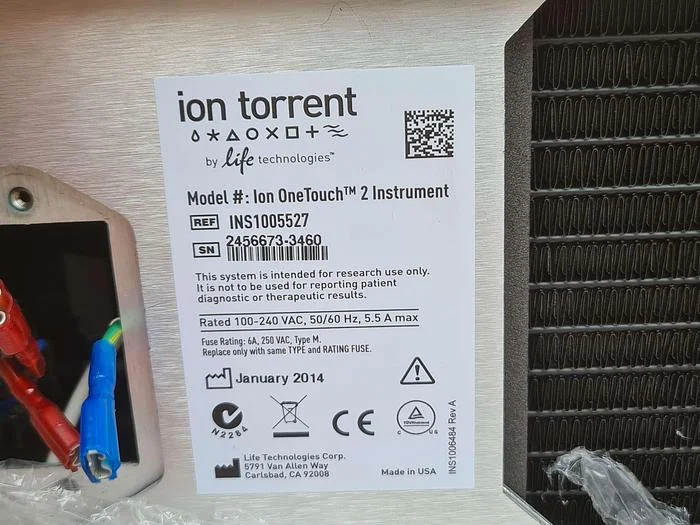 ion torrent
by life technologies™
Model #: Ion OneTouch™ 2 Instrument
REF INS1005527
SN 2456673-3460
This system is intended for research use only.
It is not to be used for reporting patient
diagnostic or therapeutic results.
Rated 100-240 VAC, 50/60 Hz, 5.5 A max
Fuse Rating: 6A, 250 VAC, Type M.
Replace only with same TYPE and RATING FUSE.
January 2014
N2284
CE
TÜVRheinland
C US
Life Technologies Corp.
5791 Van Allen Way
Carlsbad, CA 92008
Made in USA
INS1006484 Rev A